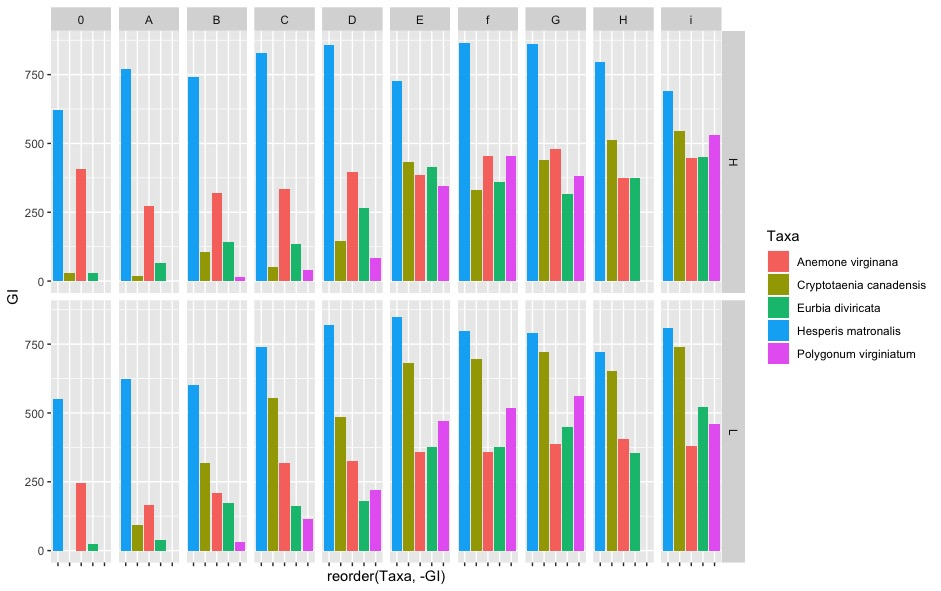 0 A B C D E f G H i
750
500
250
0
H
GI
750
500
250
0
L
reorder(Taxa, -GI)
Taxa
Anemone virginana
Cryptotaenia canadensis
Eurbia diviricata
Hesperis matronalis
Polygonum virginiatum